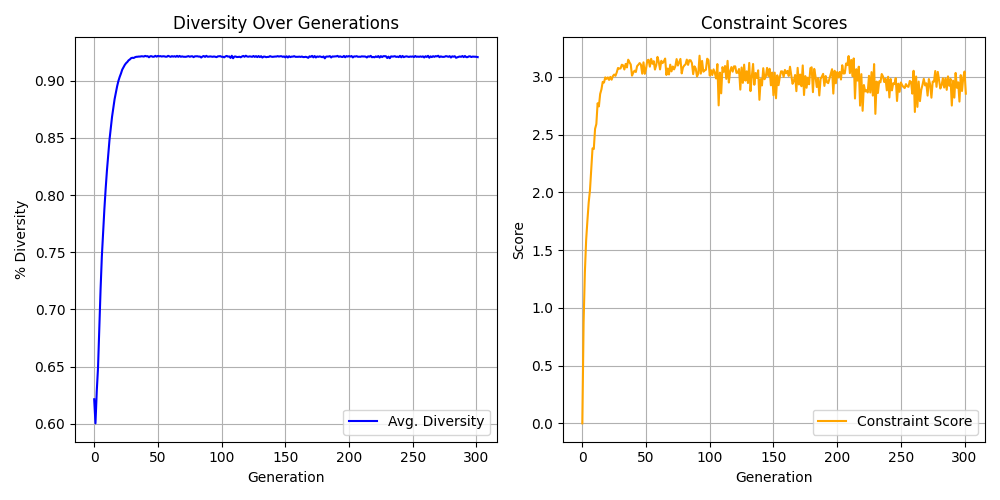 Diversity Over Generations
% Diversity
0.90
0.85
0.80
0.75
0.70
0.65
0.60
0 50 100 150 200 250 300
Generation
Avg. Diversity
Constraint Scores
Score
3.0
2.5
2.0
1.5
1.0
0.5
0.0
0 50 100 150 200 250 300
Generation
Constraint Score